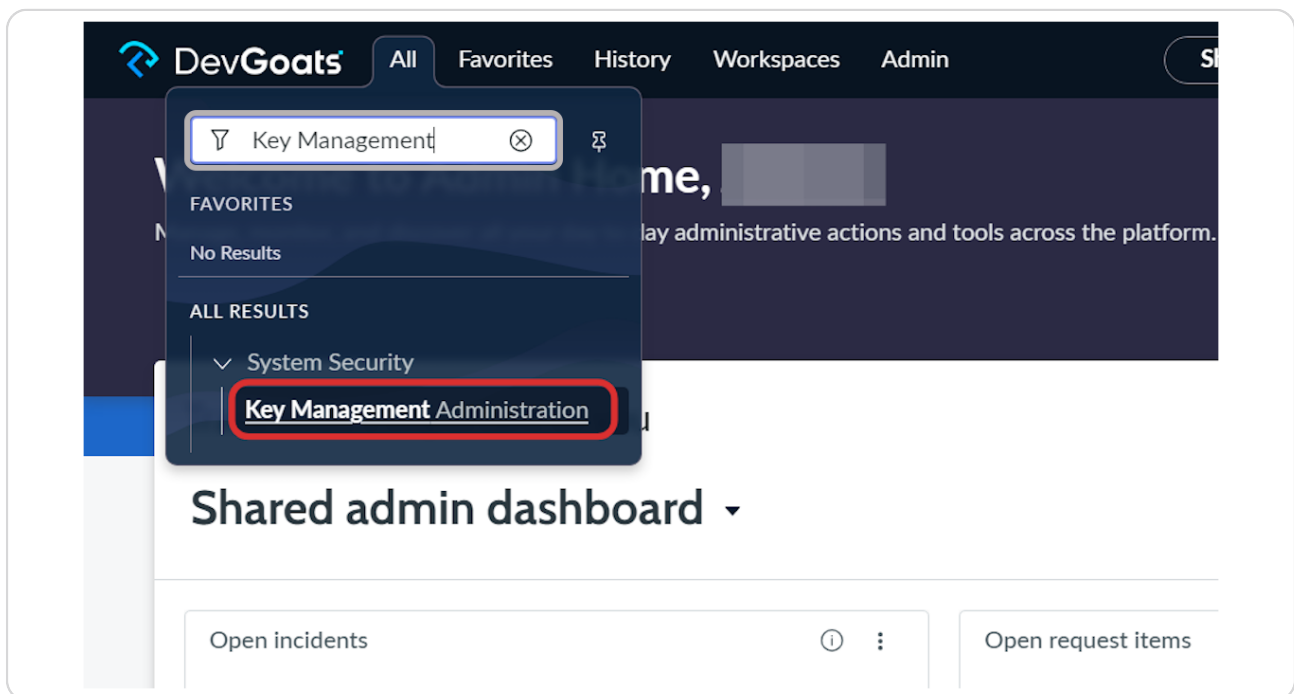 DevGoats All Favorites History Workspaces Admin
Key Management
me,
FAVORITES
lay administrative actions and tools across the platform.
No Results
ALL RESULTS
System Security
Key Management Administration
Shared admin dashboard
Open incidents
Open request items